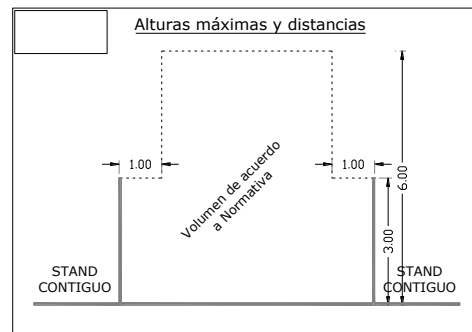 Alturas máximas y distancias
1.00
1.00
6.00
3.00
Volumen de acuerdo
a Normativa
STAND
CONTIGUO
STAND
CONTIGUO